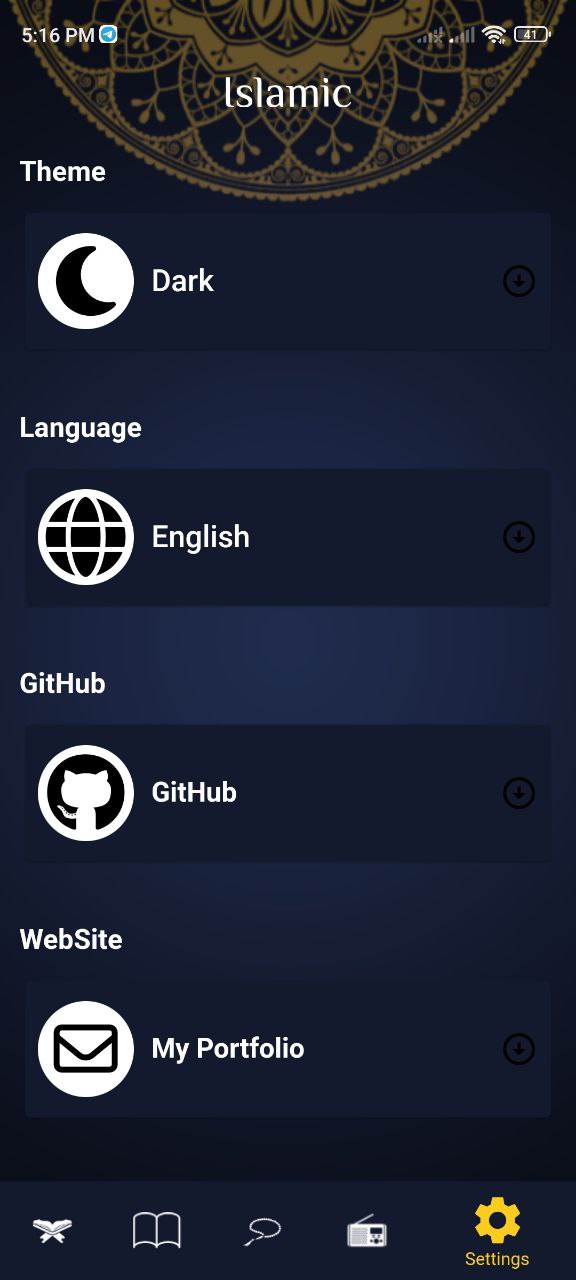 5:16 PM
41
Islamic
Theme
Dark
Language
English
GitHub
GitHub
WebSite
My Portfolio
Settings